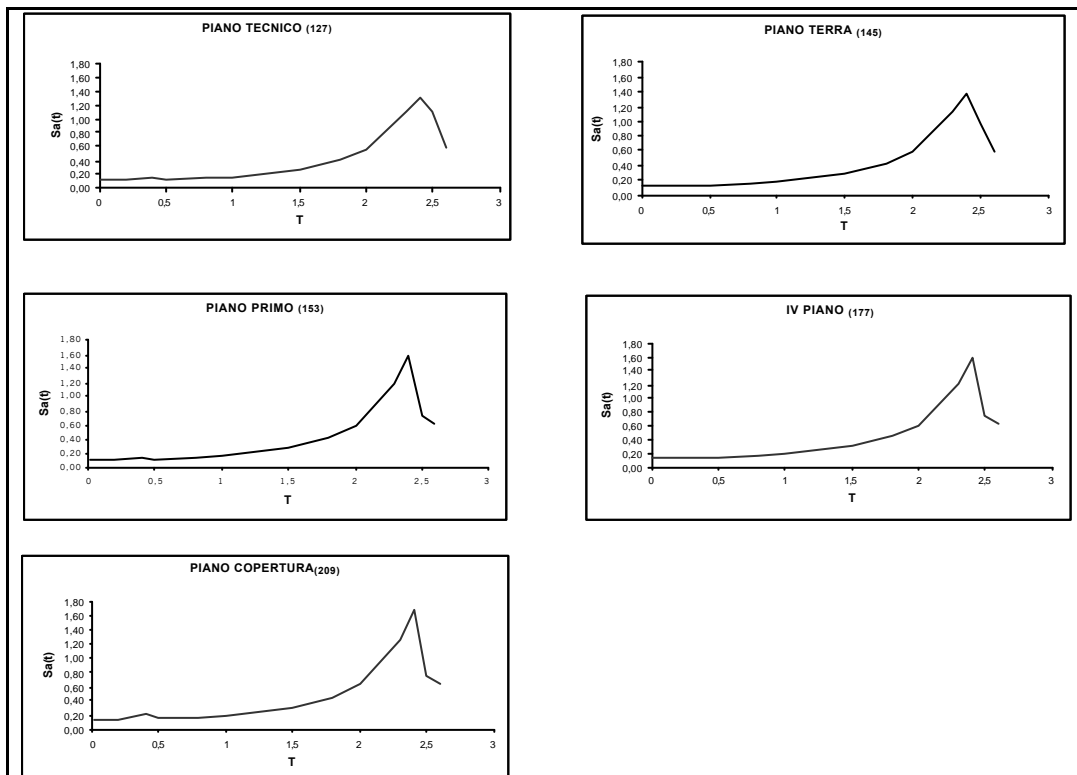 PIANO TECNICO (127)
1,80
1,60
1,40
1,20
1,00
0,80
0,60
0,40
0,20
0,00
Sa(t)
0 0,5 1 1,5 2 2,5 3
T
PIANO TERRA (145)
1,80
1,60
1,40
1,20
1,00
0,80
0,60
0,40
0,20
0,00
Sa(t)
0 0,5 1 1,5 2 2,5 3
T
PIANO PRIMO (153)
1,80
1,60
1,40
1,20
1,00
0,80
0,60
0,40
0,20
0,00
Sa(t)
0 0,5 1 1,5 2 2,5 3
T
IV PIANO (177)
1,80
1,60
1,40
1,20
1,00
0,80
0,60
0,40
0,20
0,00
Sa(t)
0 0,5 1 1,5 2 2,5 3
T
PIANO COPERTURA(209)
1,80
1,60
1,40
1,20
1,00
0,80
0,60
0,40
0,20
0,00
Sa(t)
0 0,5 1 1,5 2 2,5 3
T